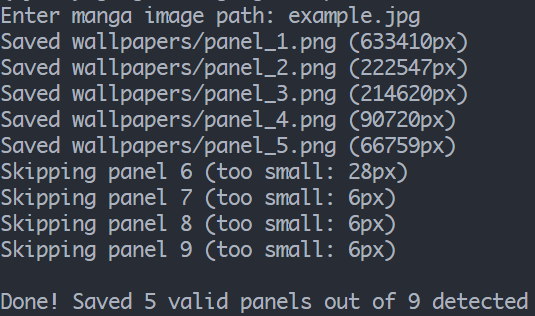 Enter manga image path: example.jpg
Saved wallpapers/panel_1.png (633410px)
Saved wallpapers/panel_2.png (222547px)
Saved wallpapers/panel_3.png (214620px)
Saved wallpapers/panel_4.png (90720px)
Saved wallpapers/panel_5.png (66759px)
Skipping panel 6 (too small: 28px)
Skipping panel 7 (too small: 6px)
Skipping panel 8 (too small: 6px)
Skipping panel 9 (too small: 6px)
Done! Saved 5 valid panels out of 9 detected